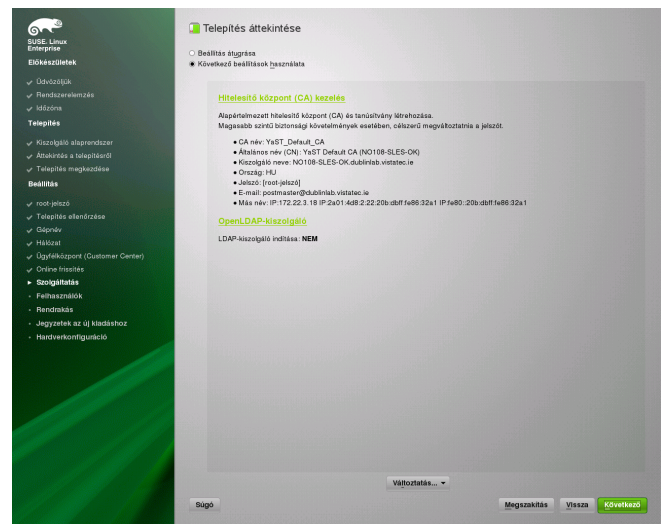 SUSE. Linux
Enterprise
Előkészületek
Üdvözöljük
Rendszerelemzés
Időzóna
Telepítés
Kiszolgáló alaprendszer
Áttekintés a telepítésről
Telepítés megkezdése
Beállítás
root-jelszó
Telepítés ellenőrzése
Gépnév
Hálózat
Ügyfélközpont (Customer Center)
Online frissítés
Szolgáltatás
Felhasználók
Rendrakás
Jegyzetek az új kiadáshoz
Hardverkonfiguráció
Telepítés áttekintése
Beállítás átugrása
Következő beállítások használata
Hitelesítő központ (CA) kezelés
Alapértelmezett hitelesítő központ (CA) és tanúsítvány létrehozása.
Magasabb szintű biztonsági követelmények esetében, célszerű megváltoztatnia a jelszót.
• CA név: YaST_Default_CA
• Általános név (CN): YaST Default CA (NO108-SLES-OK)
• Kiszolgáló neve: NO108-SLES-OK.dublinlab.vistatec.ie
• Ország: HU
• Jelszó: [root-jelszó]
• E-mail: postmaster@dublinlab.vistatec.ie
• Más név: IP:172.22.3.18 IP:2a01:4d8:2:22:20b:dbff:fe86:32a1 IP:fe80::20b:dbff:fe86:32a1
OpenLDAP-kiszolgáló
LDAP-kiszolgáló indítása: NEM
Változtatás...
Súgó
Megszakítás
Vissza
Következő